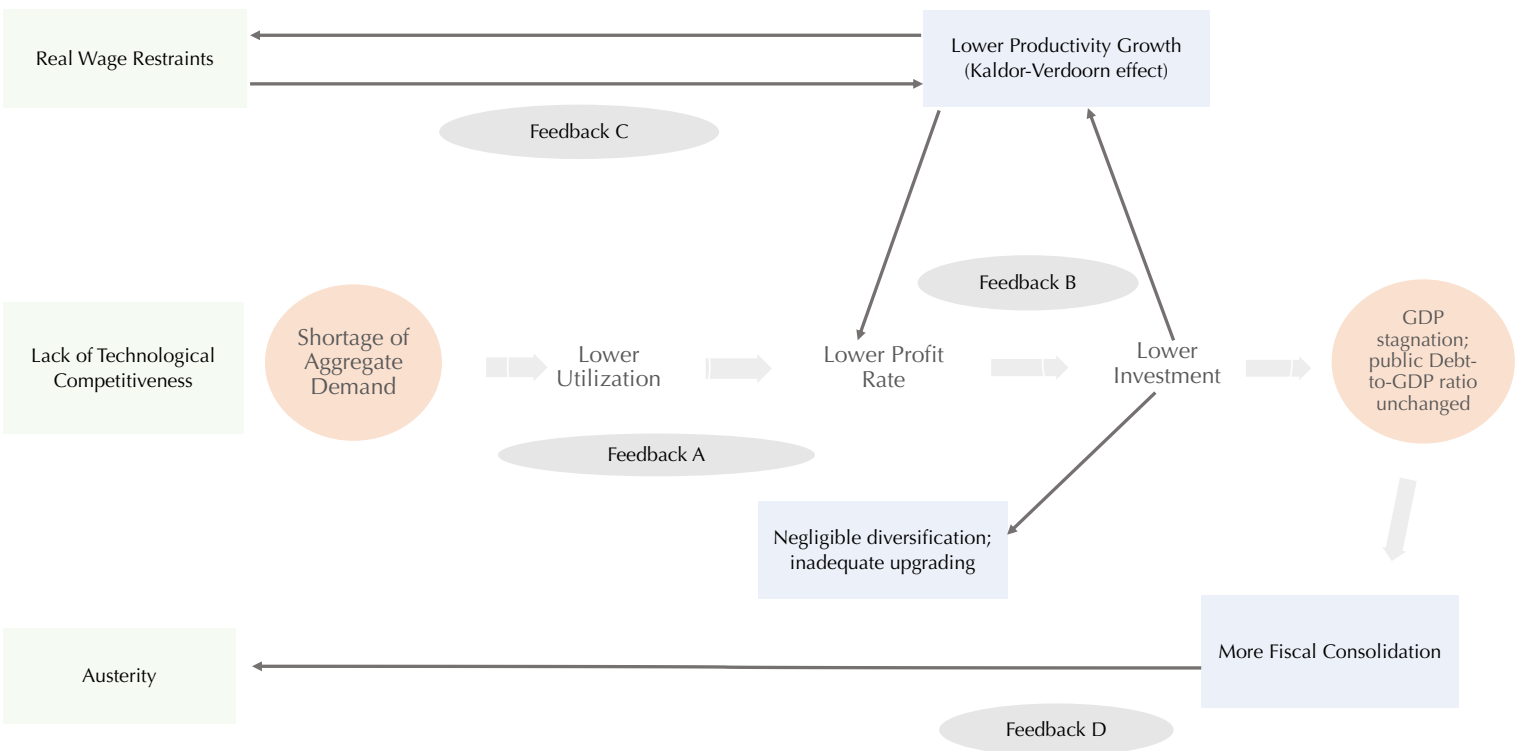 Real Wage Restraints
Lower Productivity Growth
(Kaldor-Verdoorn effect)
Feedback C
Feedback B
Lack of Technological
Competitiveness
Shortage of
Aggregate
Demand
Lower
Utilization
Lower Profit
Rate
Lower
Investment
GDP
stagnation;
public Debt-
to-GDP ratio
unchanged
Feedback A
Negligible diversification;
inadequate upgrading
More Fiscal Consolidation
Austerity
Feedback D